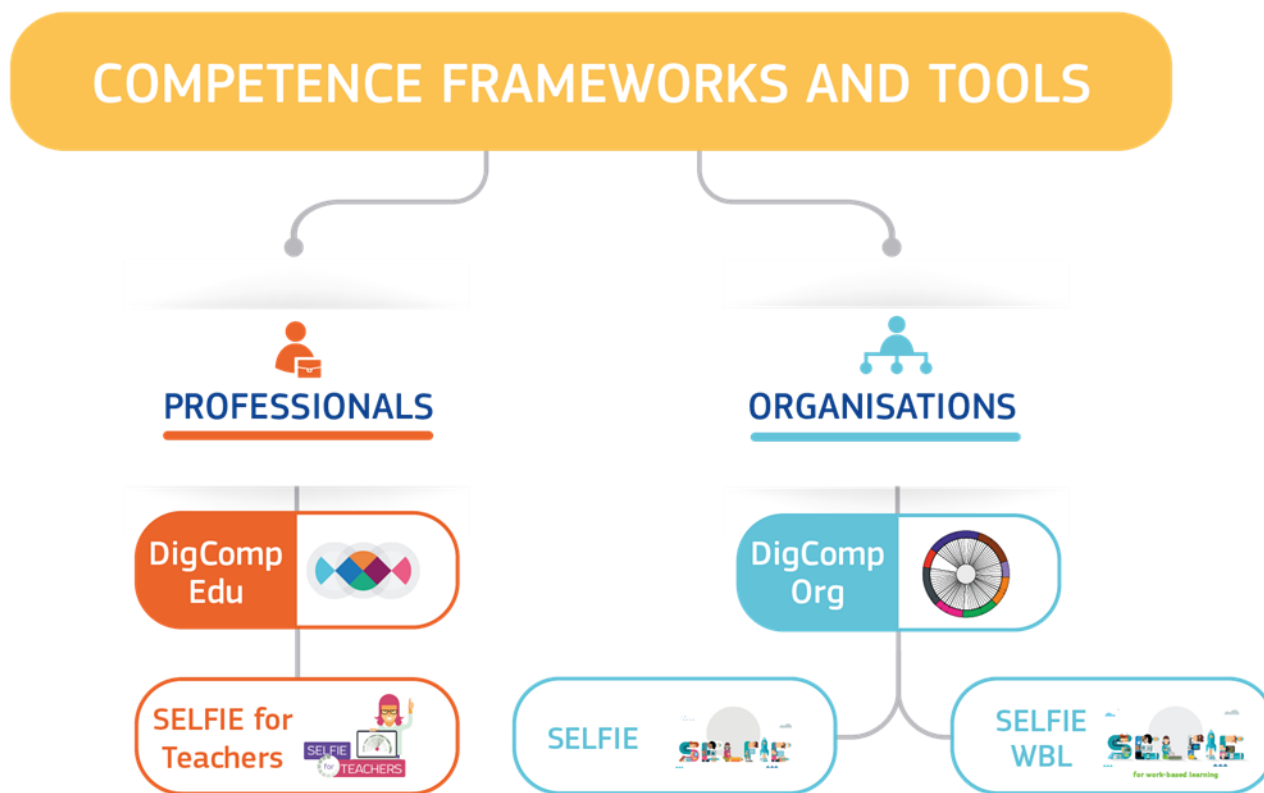 COMPETENCE FRAMEWORKS AND TOOLS
PROFESSIONALS
ORGANISATIONS
DigComp
Edu
DigComp
Org
SELFIE for
Teachers
SELFIE
for
TEACHERS
SELFIE
SELFIE
SELFIE
WBL
SELFIE
for work-based learning